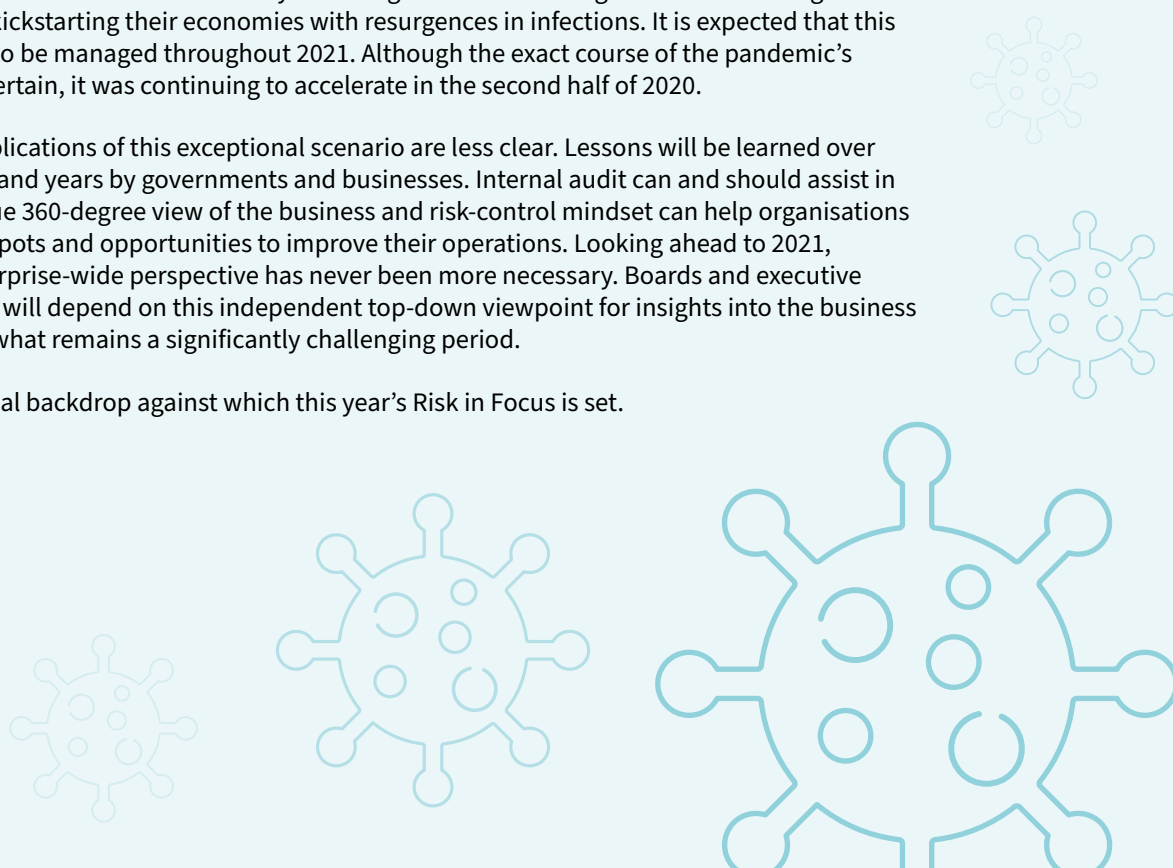 kickstarting their economies with resurgences in infections. It is expected that this
to be managed throughout 2021. Although the exact course of the pandemic’s
ertain, it was continuing to accelerate in the second half of 2020.
plications of this exceptional scenario are less clear. Lessons will be learned over
and years by governments and businesses. Internal audit can and should assist in
ue 360-degree view of the business and risk-control mindset can help organisations
pots and opportunities to improve their operations. Looking ahead to 2021,
rprise-wide perspective has never been more necessary. Boards and executive
will depend on this independent top-down viewpoint for insights into the business
what remains a significantly challenging period.
al backdrop against which this year’s Risk in Focus is set.